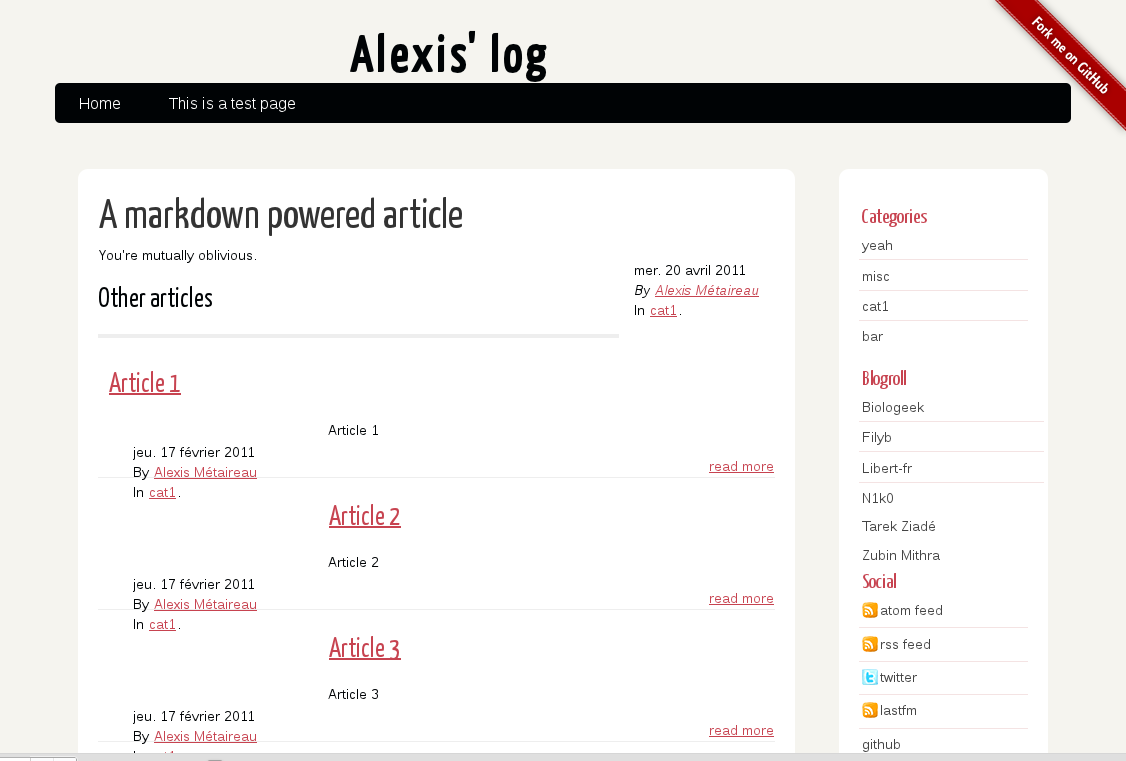 Alexis' log
Fork me on GitHub
Home
This is a test page
A markdown powered article
You're mutually oblivious.
mer. 20 avril 2011
By Alexis Métaireau
In cat1.
Other articles
Article 1
Article 1
jeu. 17 février 2011
By Alexis Métaireau
In cat1.
read more
Article 2
Article 2
jeu. 17 février 2011
By Alexis Métaireau
In cat1.
read more
Article 3
Article 3
jeu. 17 février 2011
By Alexis Métaireau
read more
Categories
yeah
misc
cat1
bar
Blogroll
Biologeek
Filyb
Libert-fr
N1k0
Tarek Ziadé
Zubin Mithra
Social
atom feed
rss feed
twitter
lastfm
github